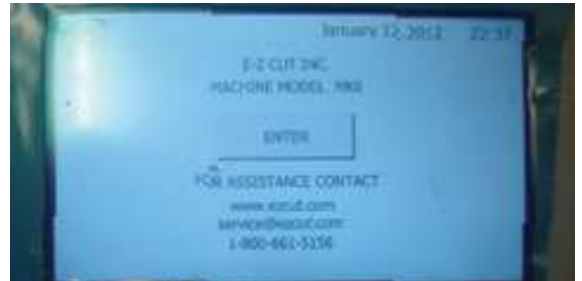 January 12, 2012 22:37
E-Z CUT INC.
MACHINE MODEL:
ENTER
FOR ASSISTANCE CONTACT
www.ezcut.com
service@ezcut.com
1-800-661-5156